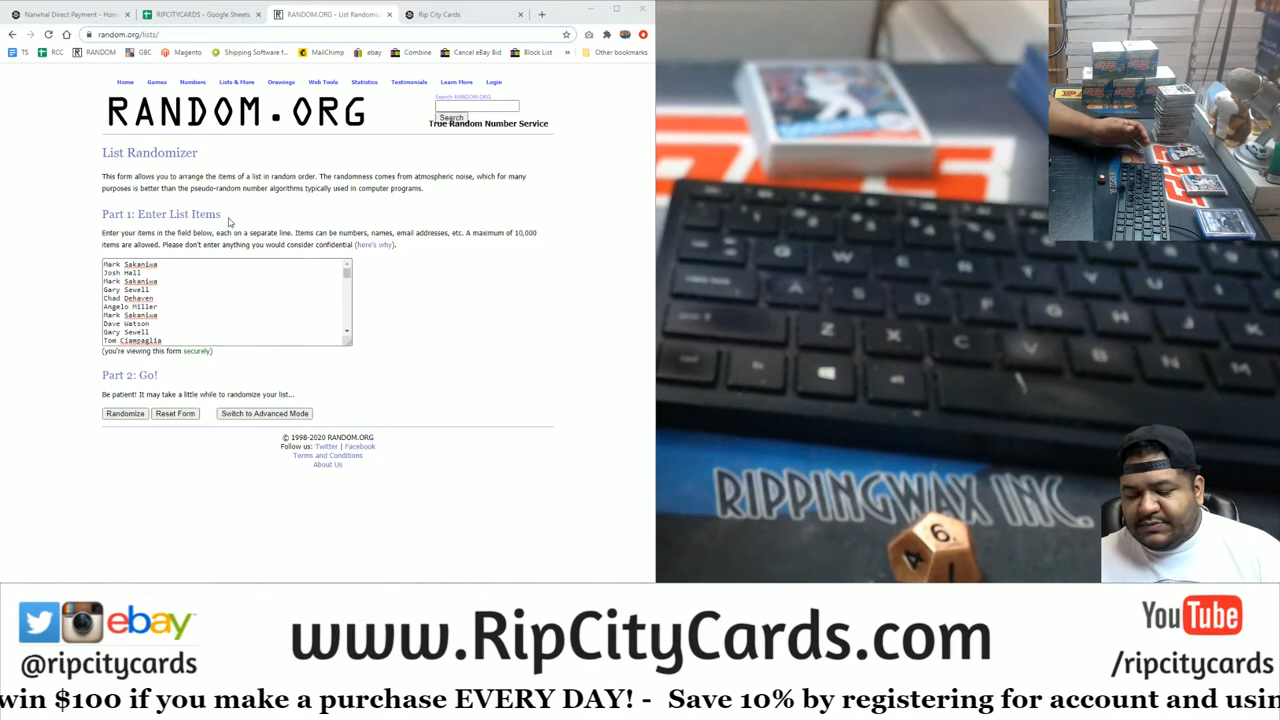 Narwhal Direct Payment - Hom
RIPCITYCARDS - Google Sheets
RANDOM.ORG - List Randomiz
Rip City Cards
random.org/lists/
TS
RCC
RANDOM
GBC
Magento
Shipping Software f...
MailChimp
ebay
Combine
Cancel eBay Bid
Block List
Other bookmarks
Home Games Numbers Lists & More Drawings Web Tools Statistics Testimonials Learn More Login
RANDOM.ORG
Search RANDOM.ORG
Search
True Random Number Service
List Randomizer
This form allows you to arrange the items of a list in random order. The randomness comes from atmospheric noise, which for many
purposes is better than the pseudo-random number algorithms typically used in computer programs.
Part 1: Enter List Items
Enter your items in the field below, each on a separate line. Items can be numbers, names, email addresses, etc. A maximum of 10,000
items are allowed. Please don't enter anything you would consider confidential (here's why).
Mark Sakaniwa
Josh Hall
Mark Sakaniwa
Gary Sewell
Chad Dehaven
Angelo Miller
Mark Sakaniwa
Dave Watson
Gary Sewell
Tom Ciampaglia
(you're viewing this form securely)
Part 2: Go!
Be patient! It may take a little while to randomize your list...
Randomize Reset Form Switch to Advanced Mode
© 1998-2020 RANDOM.ORG
Follow us: Twitter | Facebook
Terms and Conditions
About Us
RIPPINGWAX INC.
6
4
1
ebay
@ripcitycards
www.RipCityCards.com
YouTube
/ripcitycards
win $100 if you make a purchase EVERY DAY! - Save 10% by registering for account and usin